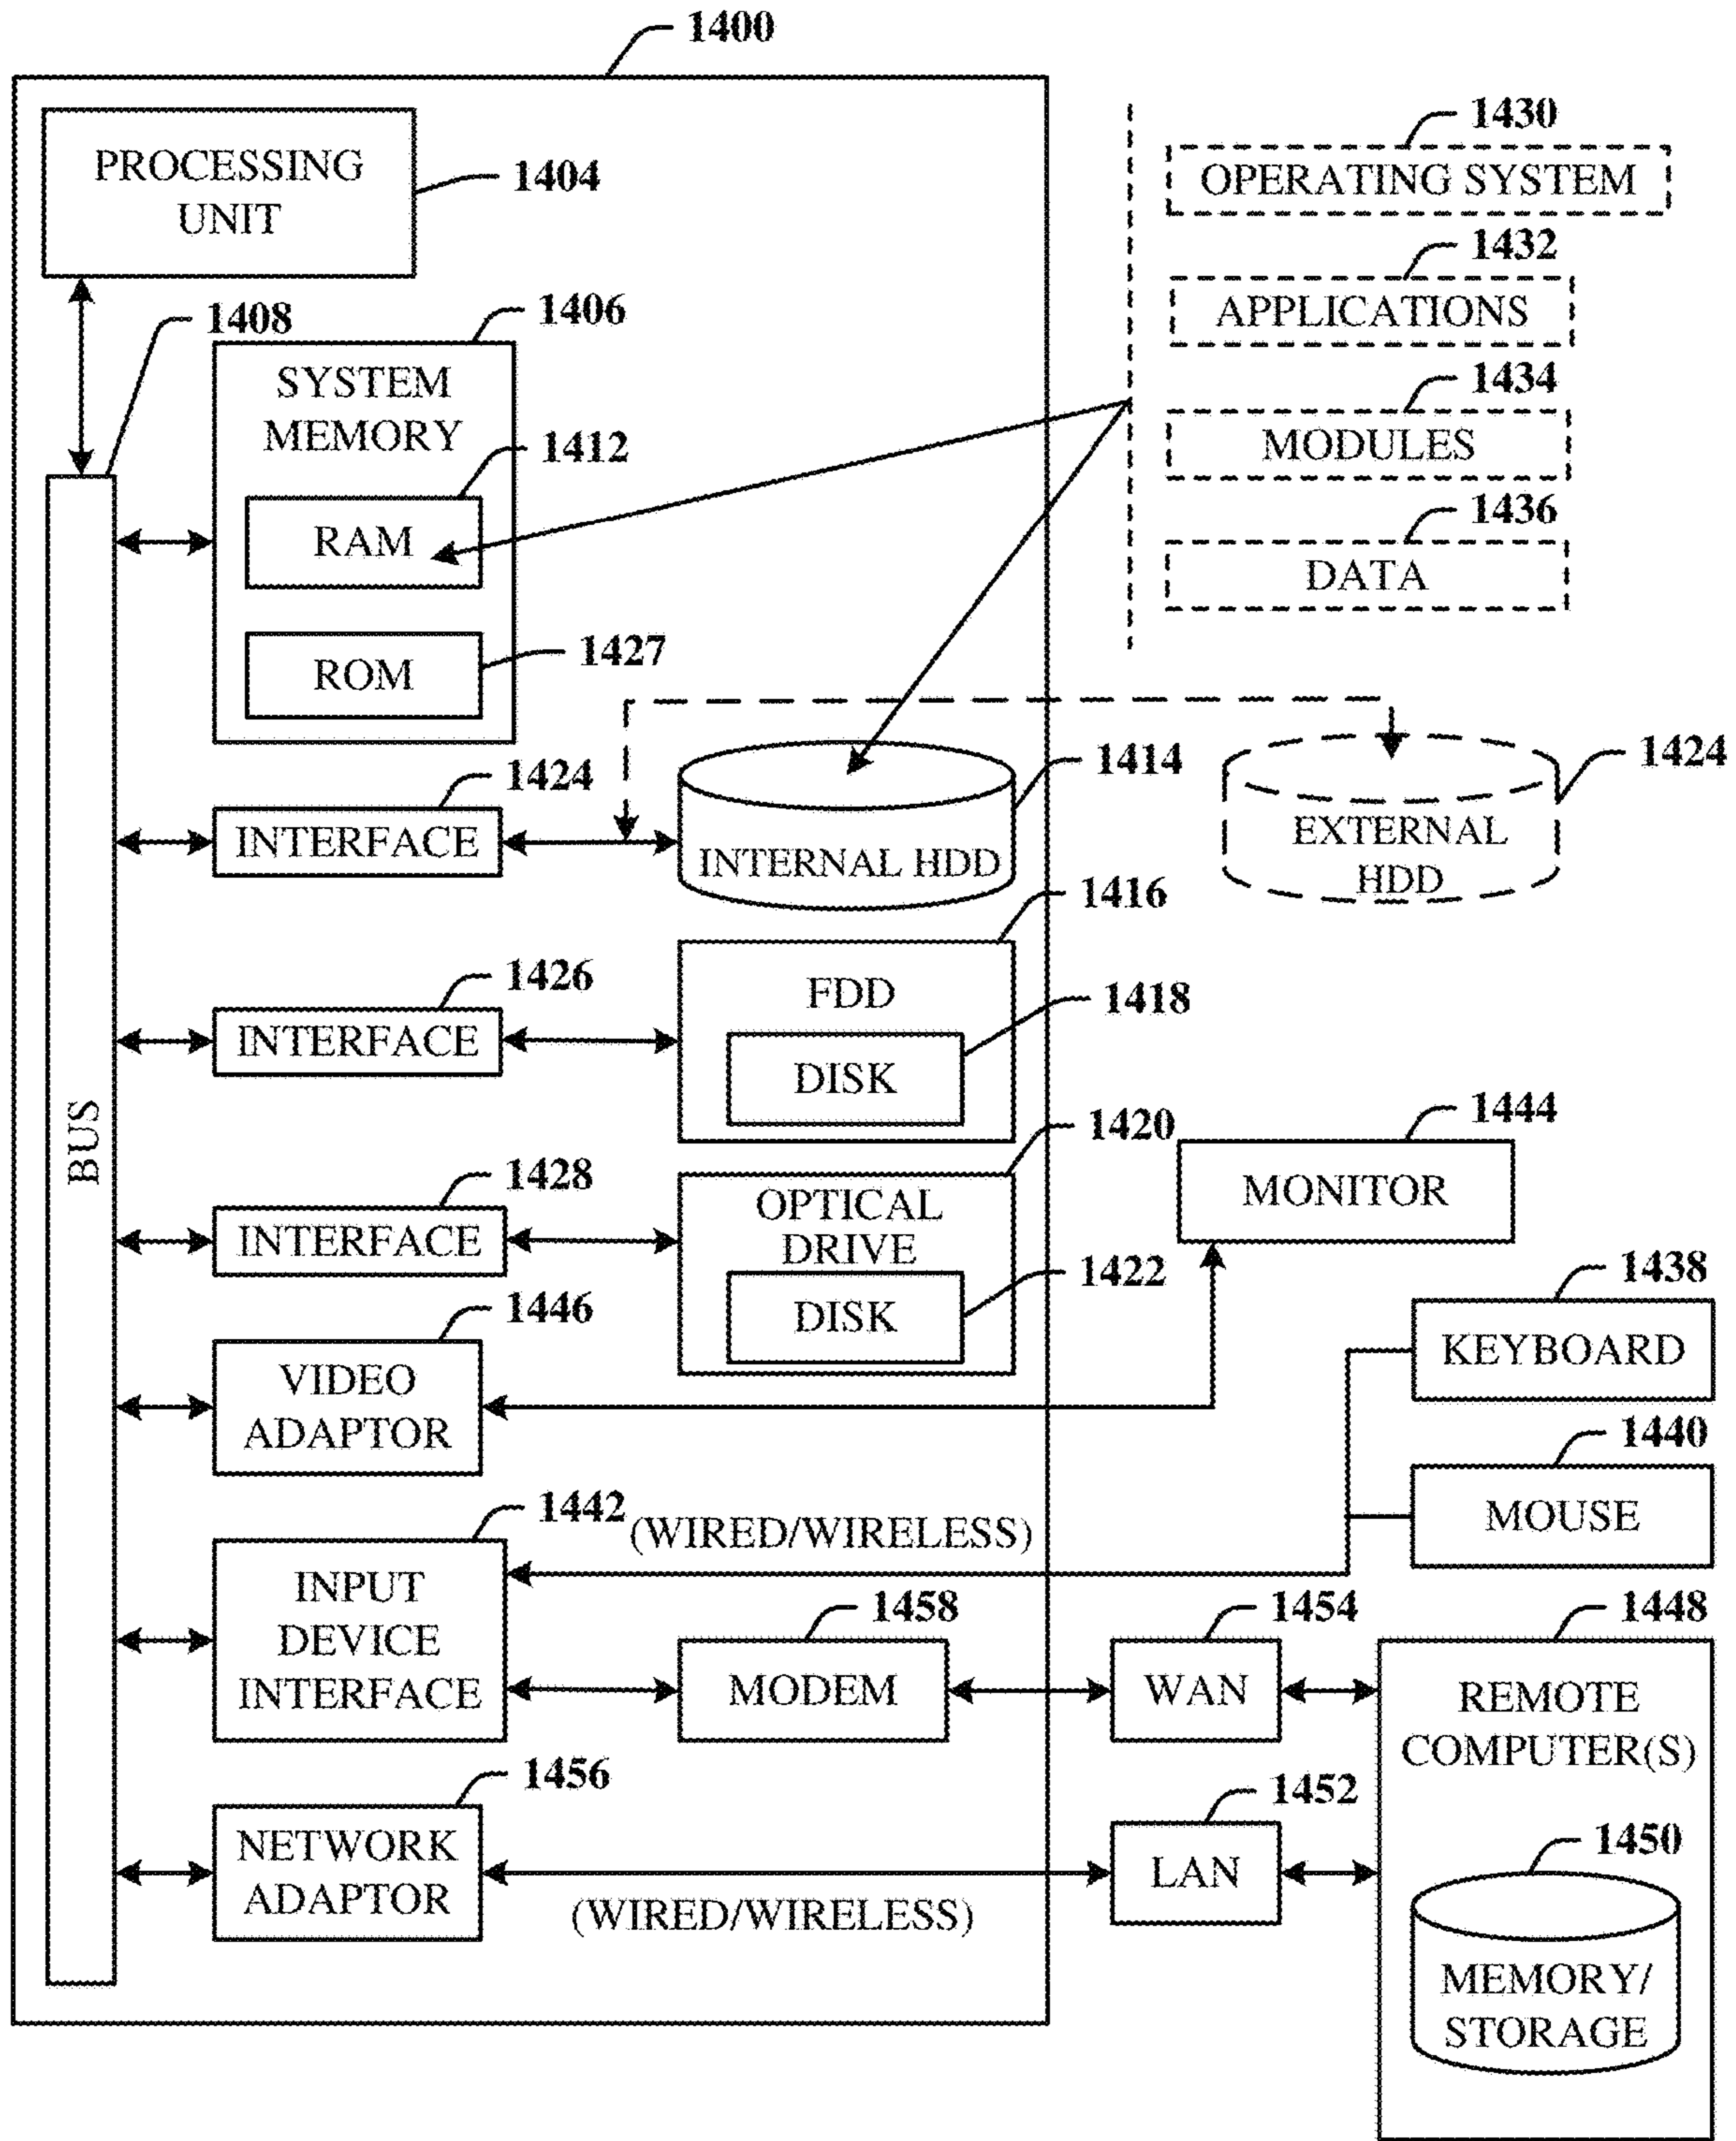 1400
PROCESSING
UNIT
1404
1430
OPERATING SYSTEM
1432
APPLICATIONS
1434
MODULES
1436
DATA
1408
1406
SYSTEM
MEMORY
1412
RAM
1427
ROM
1424
INTERFACE
1414
INTERNAL HDD
1424
EXTERNAL
HDD
1416
1426
INTERFACE
FDD
1418
DISK
BUS
1420
1428
INTERFACE
OPTICAL
DRIVE
1422
DISK
1444
MONITOR
1438
KEYBOARD
1446
VIDEO
ADAPTOR
1440
MOUSE
1442
(WIRED/WIRELESS)
INPUT
DEVICE
INTERFACE
1458
MODEM
1454
WAN
1448
REMOTE
COMPUTER(S)
1456
NETWORK
ADAPTOR
(WIRED/WIRELESS)
1452
LAN
1450
MEMORY/
STORAGE